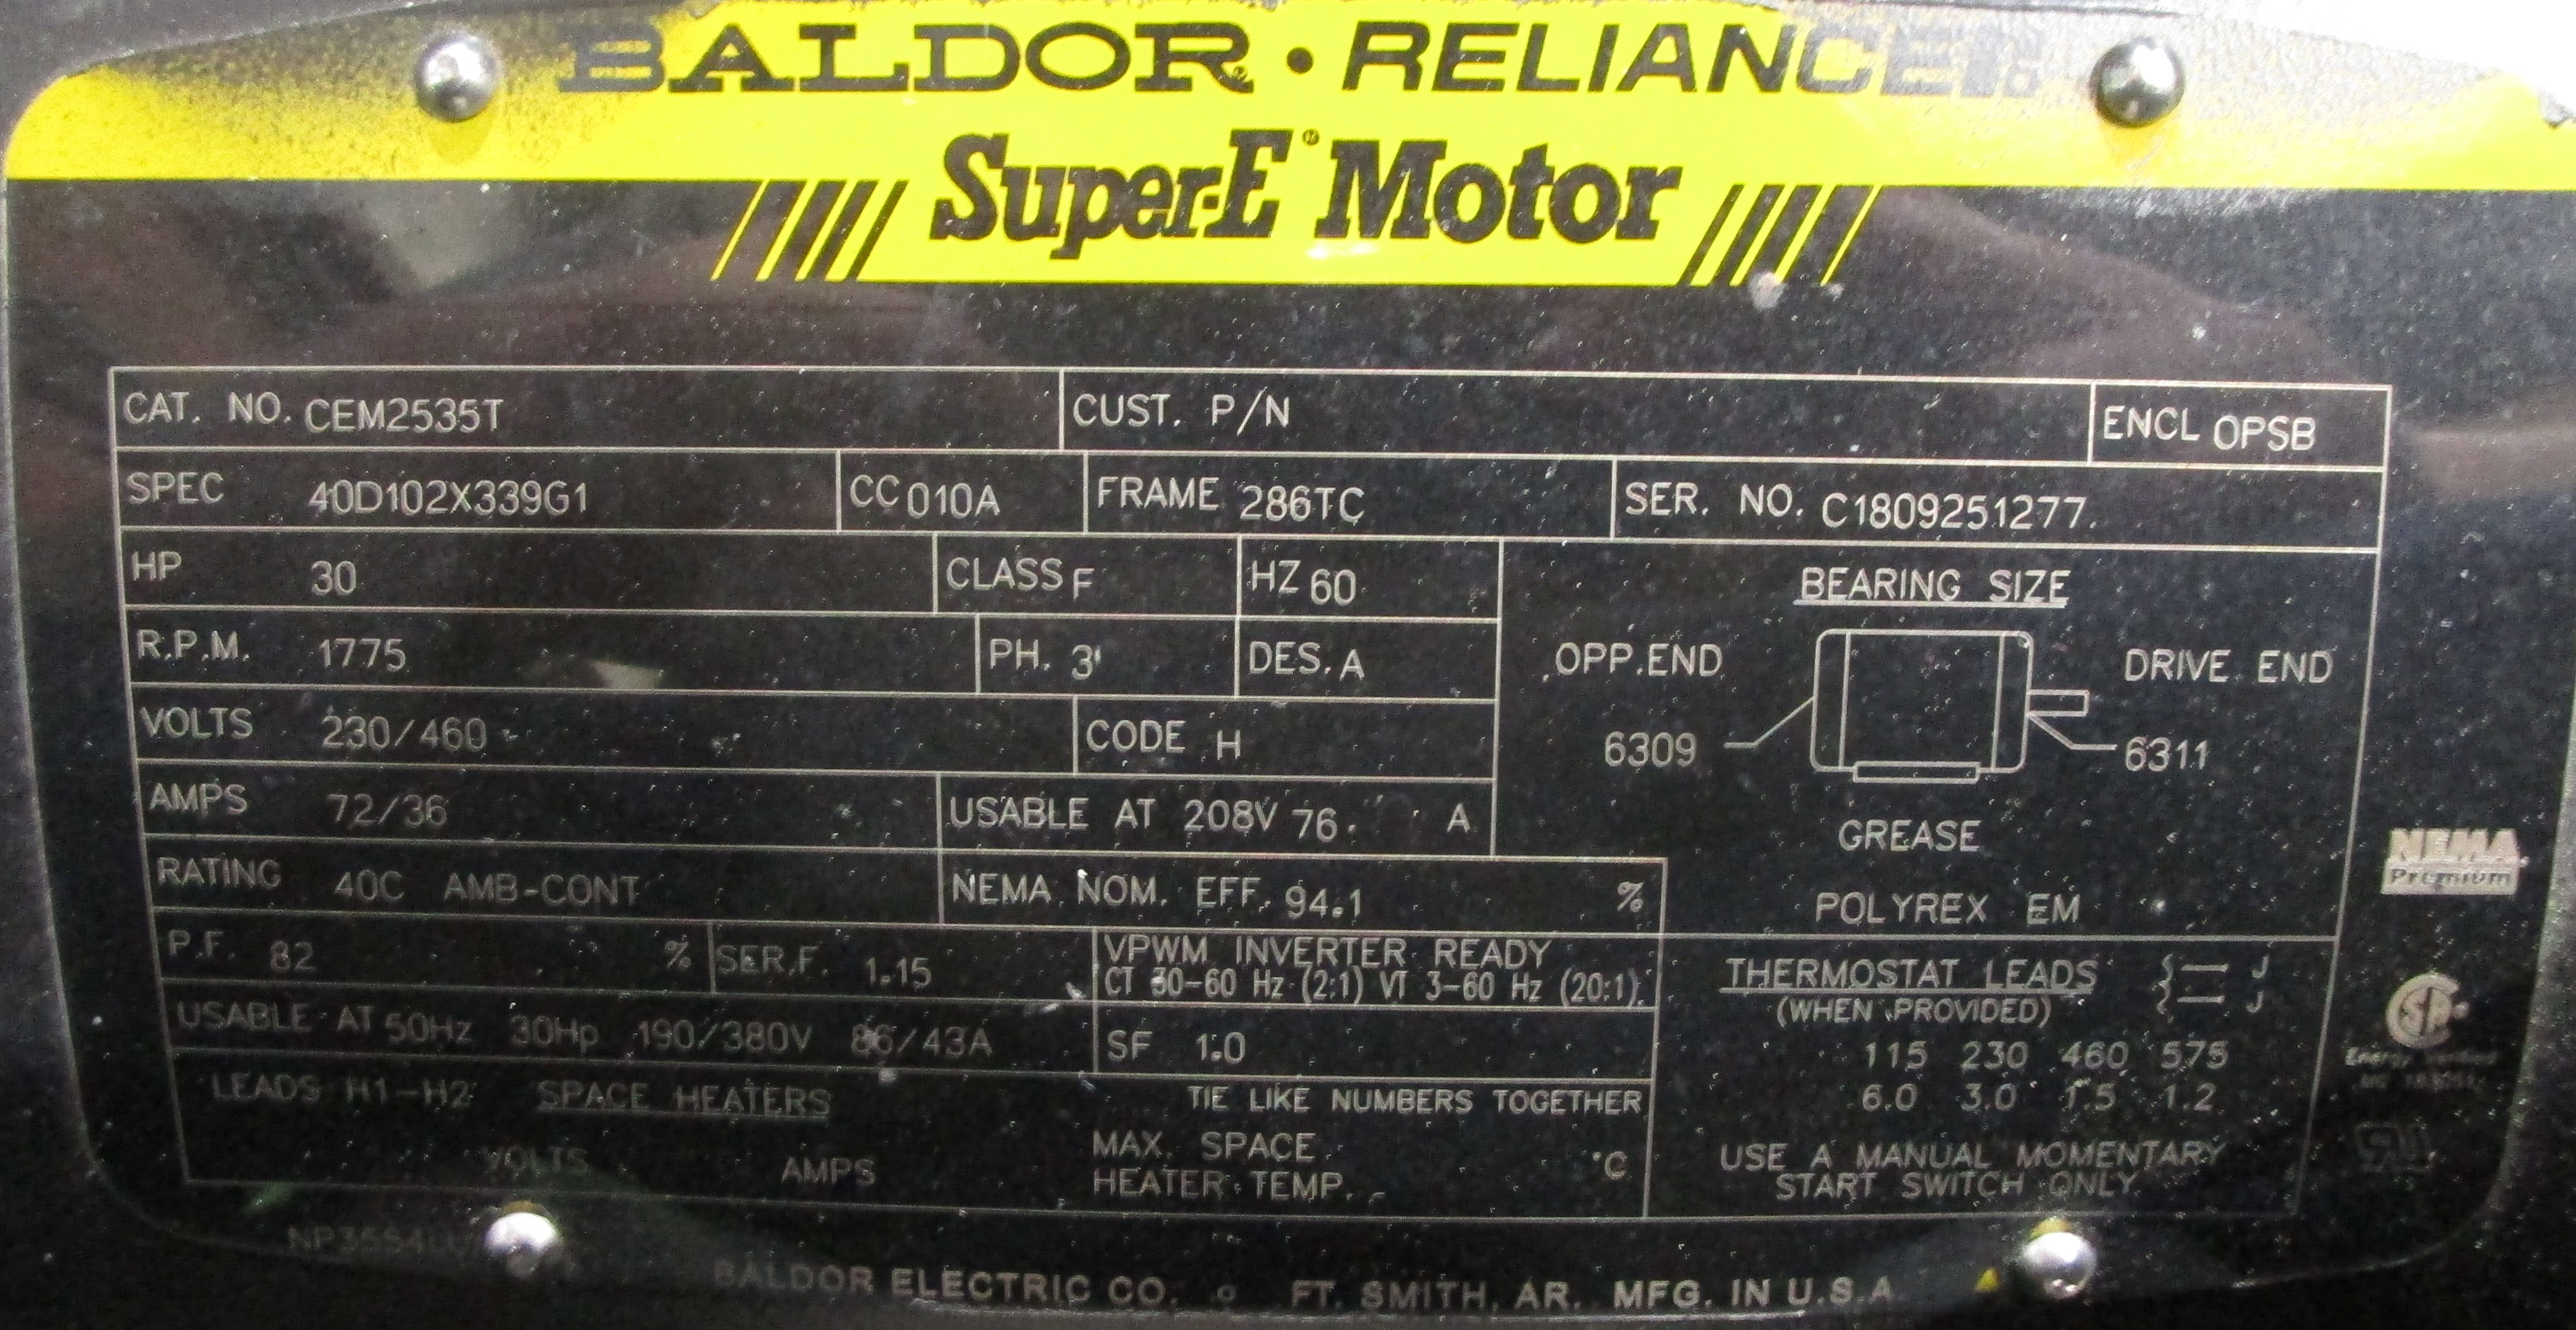 BALDOR • RELIANCER
Super-E® Motor
CAT. NO. CEM2535T CUST. P/N ENCL OPSB
SPEC 40D102X339G1 CC 010A FRAME 286TC SER. NO. C1809251277
HP 30 CLASS F HZ 60
BEARING SIZE
R.P.M. 1775 PH. 3 DES. A
OPP.END DRIVE END
VOLTS 230/460 CODE H
6309 6311
AMPS 72/36 USABLE AT 208V 76 A
GREASE
RATING 40C AMB-CONT NEMA NOM. EFF. 94.1 %
POLYREX EM
NEMA
Premium
P.F. 82 % SER.F. 1.15 VPWM INVERTER READY
CT 30-60 Hz (2:1) VT 3-60 Hz (20:1)
THERMOSTAT LEADS J
J
(WHEN PROVIDED)
USABLE AT 50Hz 30Hp 190/380V 86/43A SF 1.0
115 230 460 575
6.0 3.0 1.5 1.2
LEADS H1-H2 SPACE HEATERS TIE LIKE NUMBERS TOGETHER
VOLTS AMPS MAX. SPACE
HEATER TEMP. °C
USE A MANUAL MOMENTARY
START SWITCH ONLY
BALDOR ELECTRIC CO. FT. SMITH, AR. MFG. IN U.S.A.